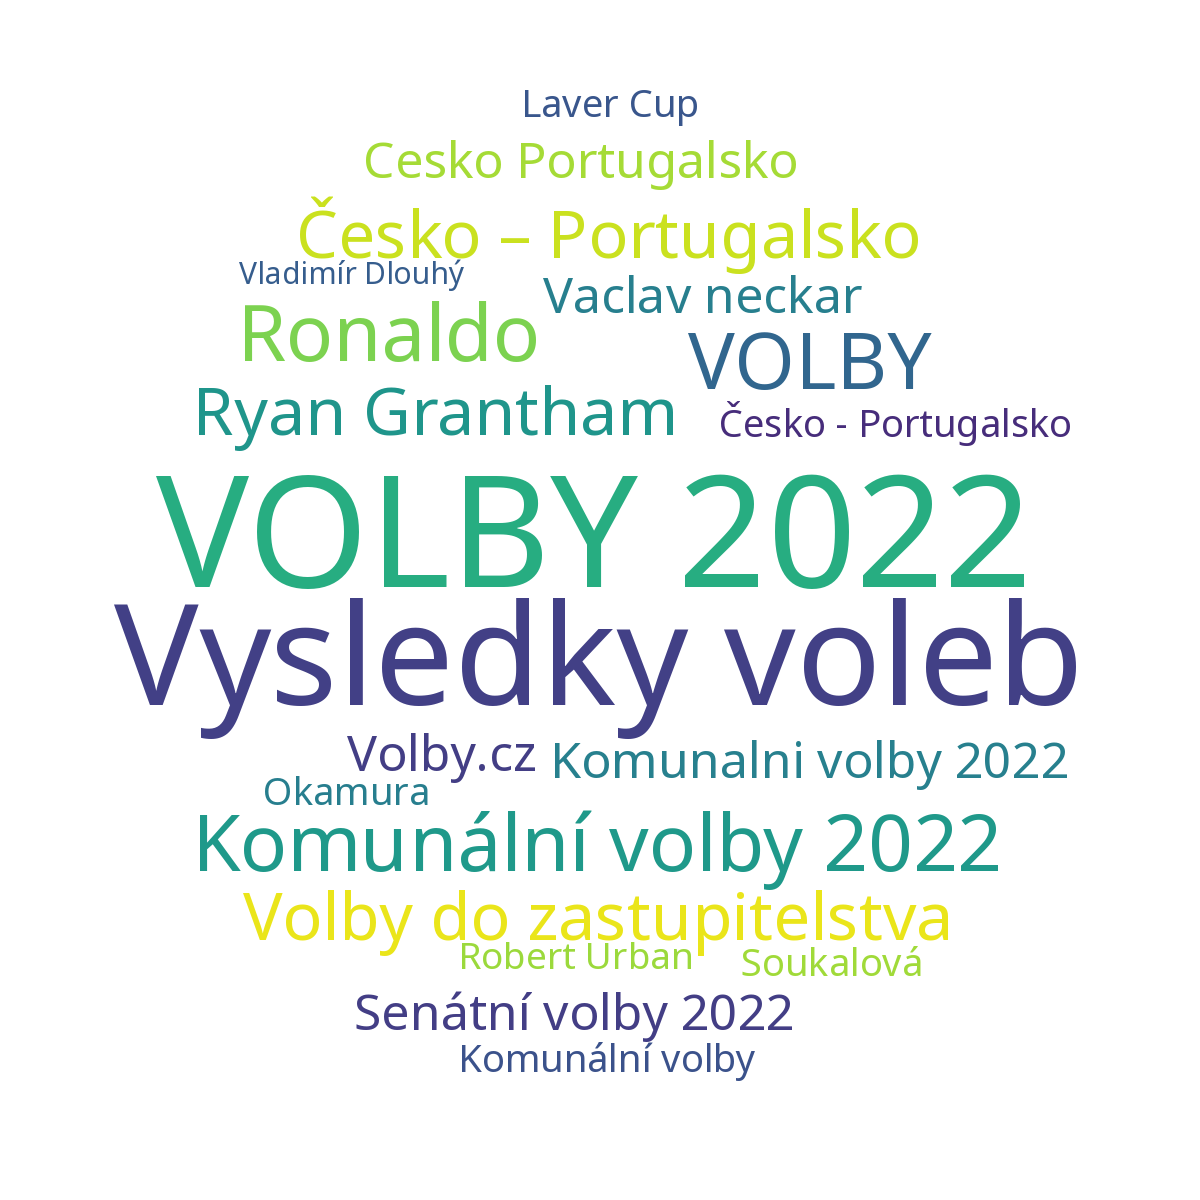 Laver Cup
Cesko Portugalsko
Česko – Portugalsko
Vladimír Dlouhý
Vaclav neckar
Ronaldo
VOLBY
Ryan Grantham
Česko - Portugalsko
VOLBY 2022
Vysledky voleb
Volby.cz
Komunalni volby 2022
Okamura
Komunální volby 2022
Volby do zastupitelstva
Robert Urban
Soukalová
Senátní volby 2022
Komunální volby